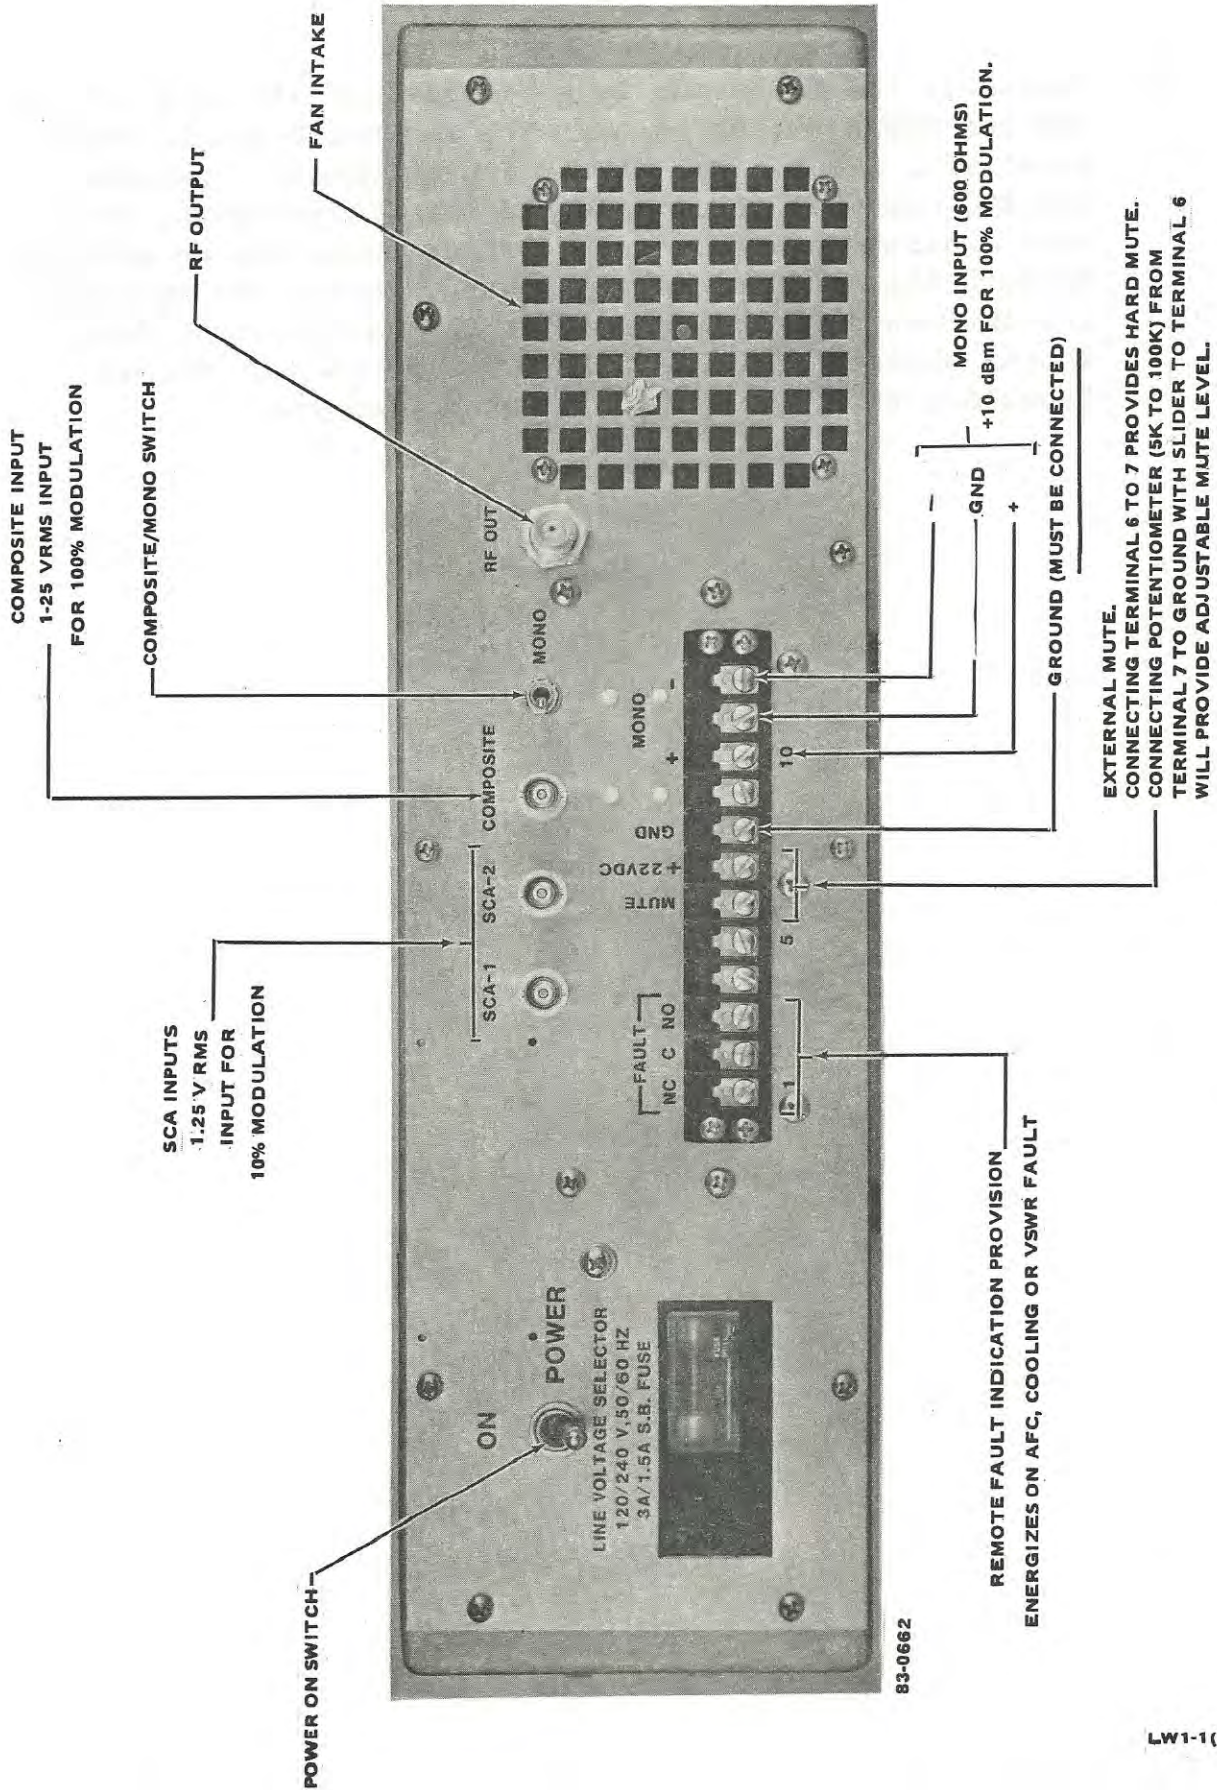 COMPOSITE INPUT
1-25 VRMS INPUT
FOR 100% MODULATION
SCA INPUTS
1.25 V RMS
INPUT FOR
10% MODULATION
COMPOSITE/MONO SWITCH
RF OUTPUT
FAN INTAKE
POWER ON SWITCH
ON
POWER
LINE VOLTAGE SELECTOR
120/240 V, 50/60 HZ
3A/1.5A S.B. FUSE
SCA-1
SCA-2
COMPOSITE
MONO
RF OUT
FAULT
NC
C
NO
MUTE
+22VDC
GND
+
MONO
-
1
5
10
REMOTE FAULT INDICATION PROVISION
ENERGIZES ON AFC, COOLING OR VSWR FAULT
EXTERNAL MUTE.
CONNECTING TERMINAL 6 TO 7 PROVIDES HARD MUTE.
CONNECTING POTENTIOMETER (5K TO 100K) FROM
TERMINAL 7 TO GROUND WITH SLIDER TO TERMINAL 6
WILL PROVIDE ADJUSTABLE MUTE LEVEL.
GROUND (MUST BE CONNECTED)
-
GND
+
MONO INPUT (600 OHMS)
+10 dBm FOR 100% MODULATION.
83-0662
LW1-1(